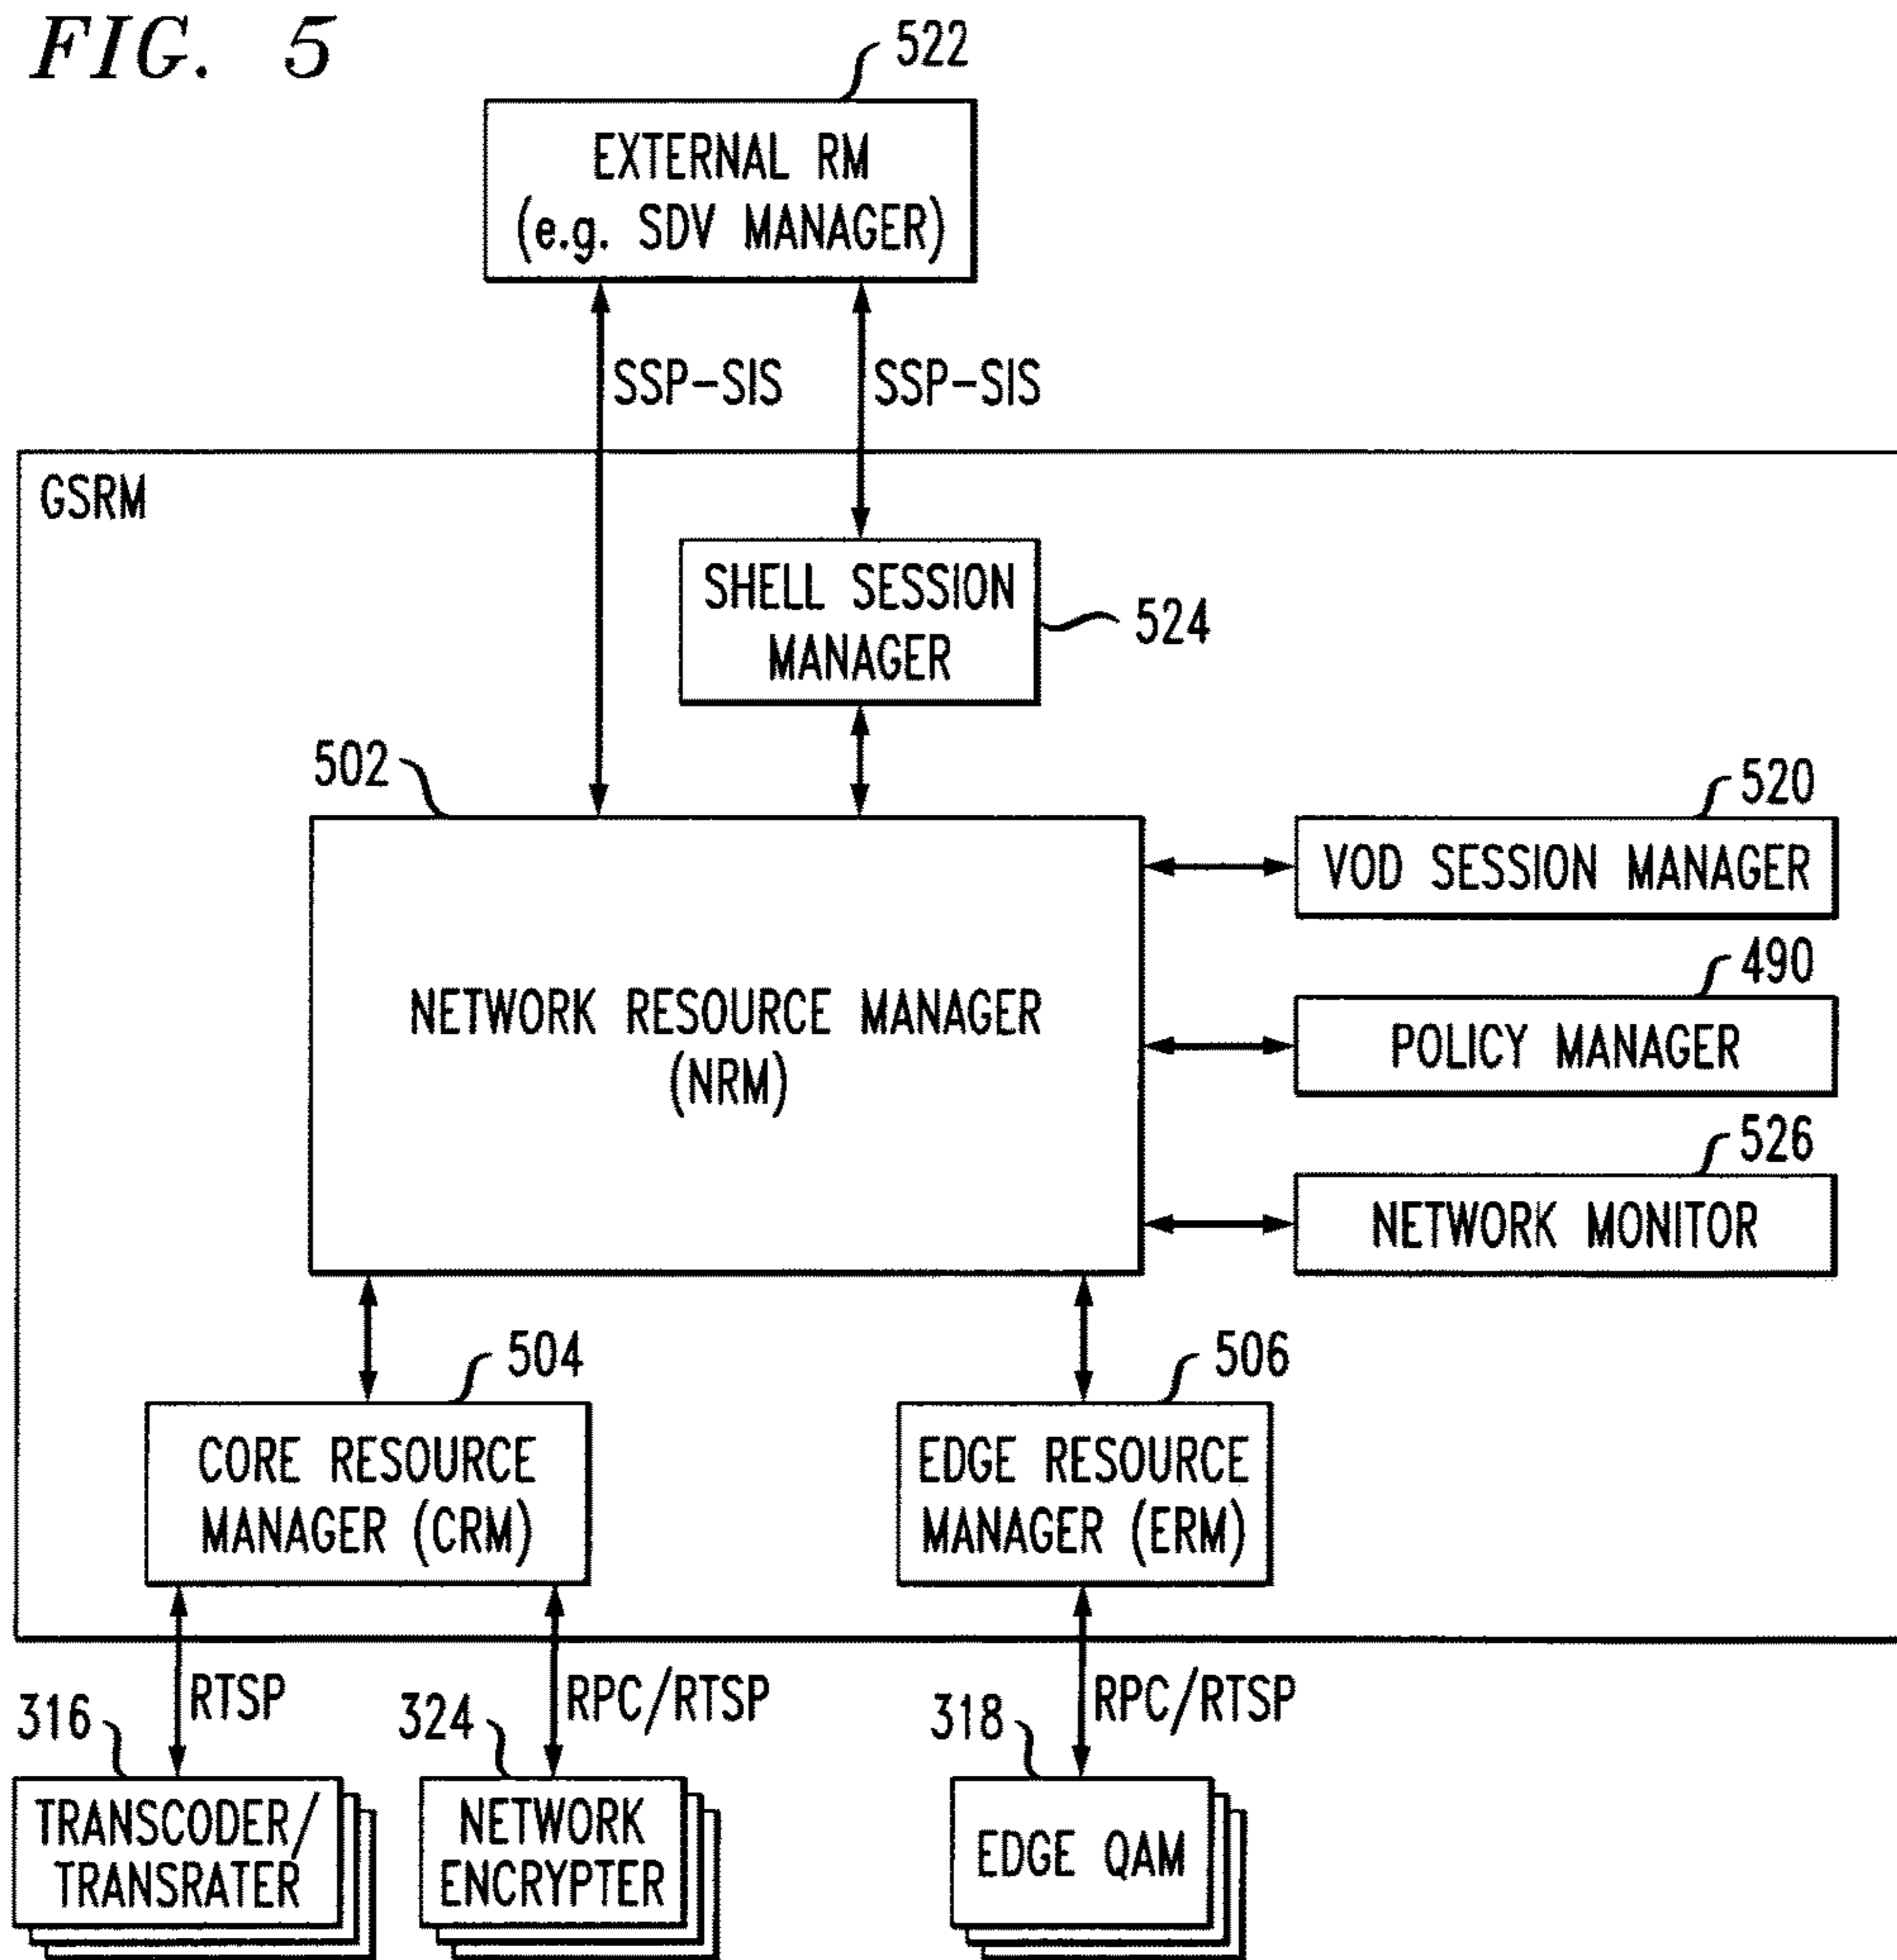 FIG. 5
522
EXTERNAL RM
(e.g. SDV MANAGER)
SSP-SIS
SSP-SIS
GSRM
SHELL SESSION
MANAGER
524
502
520
VOD SESSION MANAGER
490
NETWORK RESOURCE MANAGER
(NRM)
POLICY MANAGER
526
NETWORK MONITOR
504
506
CORE RESOURCE
MANAGER (CRM)
EDGE RESOURCE
MANAGER (ERM)
RTSP
RPC/RTSP
RPC/RTSP
316
324
318
TRANSCODER/
TRANSRATER
NETWORK
ENCRYPTER
EDGE QAM